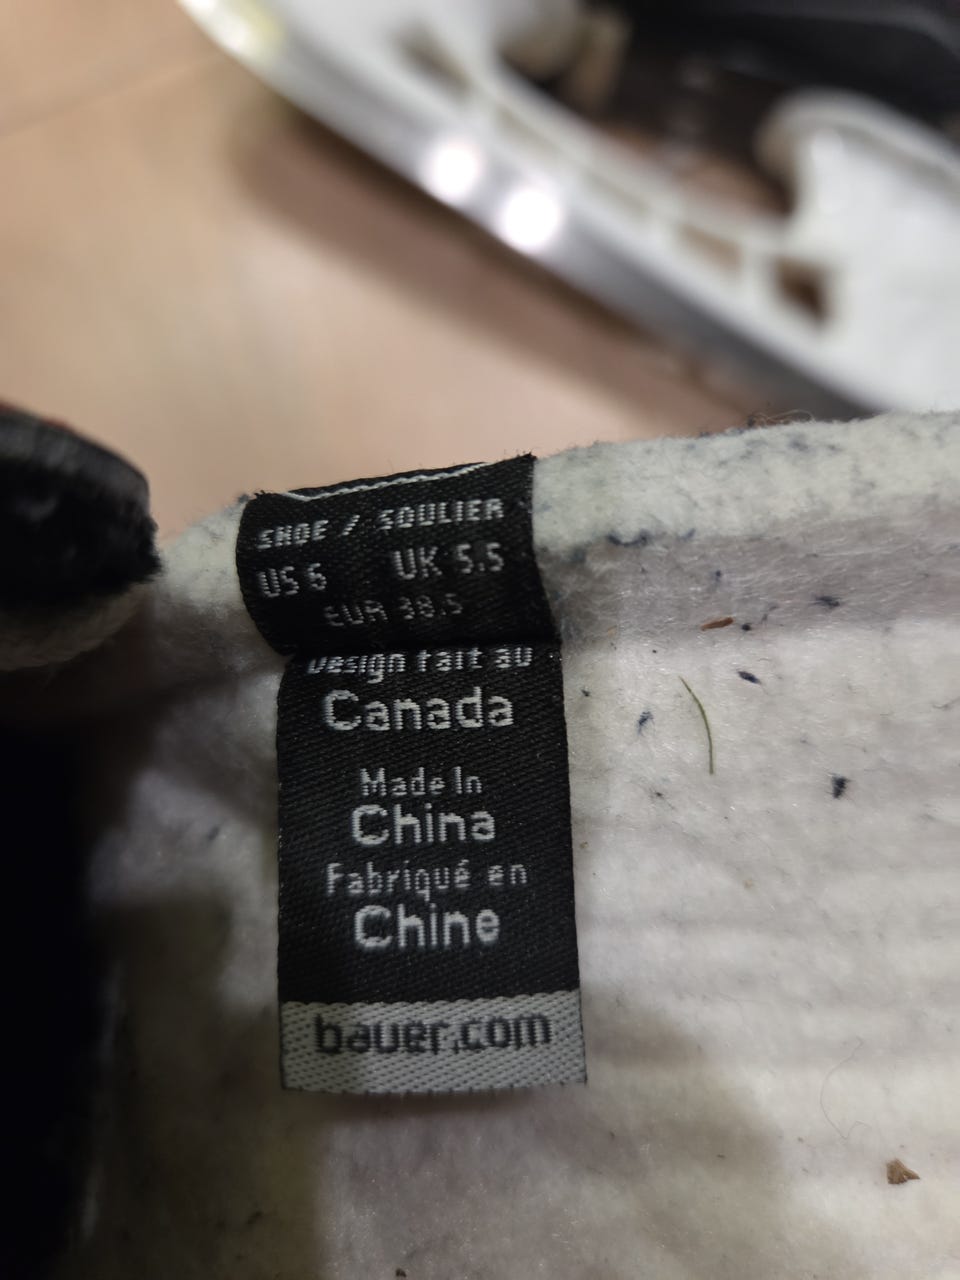 SHOE / SOULIER
US 6 UK 5.5
EUR 38.5
Design fait au
Canada
Made In
China
Fabriqué en
Chine
bauer.com